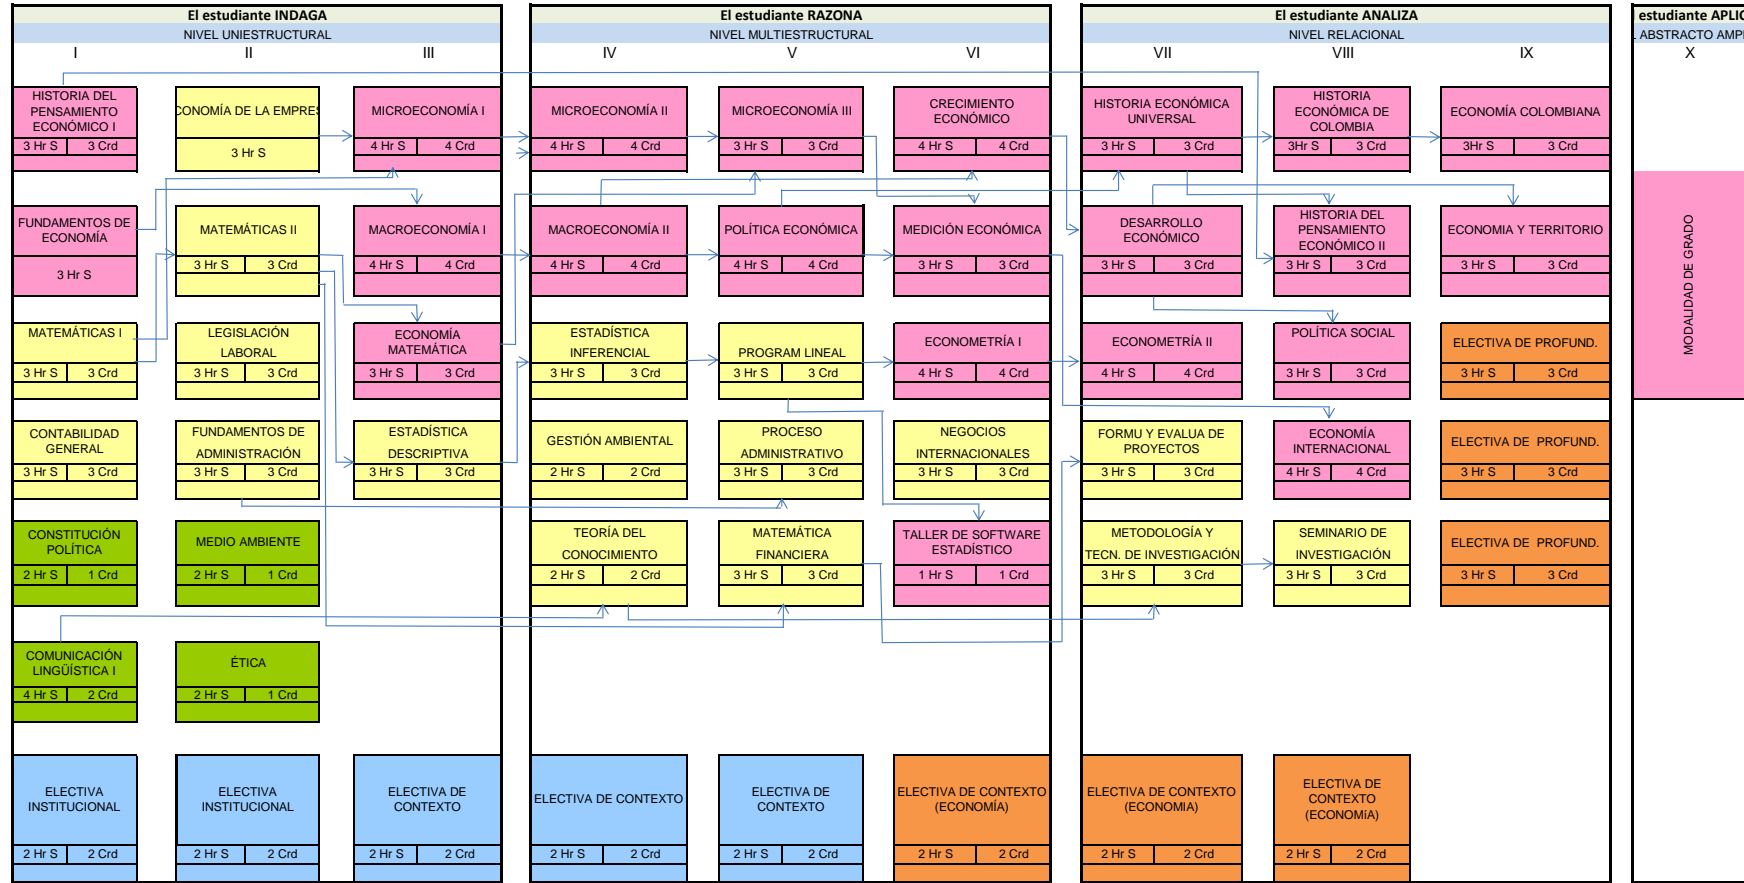 El estudiante INDAGA
El estudiante RAZONA
El estudiante ANALIZA
l estudiante APLIC
NIVEL UNIESTRUCTURAL
NIVEL MULTIESTRUCTURAL
NIVEL RELACIONAL
L ABSTRACTO AMP
I II III IV V VI VII VIII IX X
HISTORIA DEL
PENSAMIENTO
ECONÓMICO I
3 Hr S 3 Crd
CONOMÍA DE LA EMPRES
3 Hr S
MICROECONOMÍA I
4 Hr S 4 Crd
MICROECONOMÍA II
4 Hr S 4 Crd
MICROECONOMÍA III
3 Hr S 3 Crd
CRECIMIENTO
ECONÓMICO
4 Hr S 4 Crd
HISTORIA ECONÓMICA
UNIVERSAL
3 Hr S 3 Crd
HISTORIA
ECONÓMICA DE
COLOMBIA
3Hr S 3 Crd
ECONOMÍA COLOMBIANA
3Hr S 3 Crd
FUNDAMENTOS DE
ECONOMÍA
3 Hr S
MATEMÁTICAS II
3 Hr S 3 Crd
MACROECONOMÍA I
4 Hr S 4 Crd
MACROECONOMÍA II
4 Hr S 4 Crd
POLÍTICA ECONÓMICA
4 Hr S 4 Crd
MEDICIÓN ECONÓMICA
3 Hr S 3 Crd
DESARROLLO
ECONÓMICO
3 Hr S 3 Crd
HISTORIA DEL
PENSAMIENTO
ECONÓMICO II
3 Hr S 3 Crd
ECONOMIA Y TERRITORIO
3 Hr S 3 Crd
MODALIDAD DE GRADO
MATEMÁTICAS I
3 Hr S 3 Crd
LEGISLACIÓN
LABORAL
3 Hr S 3 Crd
ECONOMÍA
MATEMÁTICA
3 Hr S 3 Crd
ESTADÍSTICA
INFERENCIAL
3 Hr S 3 Crd
PROGRAM LINEAL
3 Hr S 3 Crd
ECONOMETRÍA I
4 Hr S 4 Crd
ECONOMETRÍA II
4 Hr S 4 Crd
POLÍTICA SOCIAL
3 Hr S 3 Crd
ELECTIVA DE PROFUND.
3 Hr S 3 Crd
CONTABILIDAD
GENERAL
3 Hr S 3 Crd
FUNDAMENTOS DE
ADMINISTRACIÓN
3 Hr S 3 Crd
ESTADÍSTICA
DESCRIPTIVA
3 Hr S 3 Crd
GESTIÓN AMBIENTAL
2 Hr S 2 Crd
PROCESO
ADMINISTRATIVO
3 Hr S 3 Crd
NEGOCIOS
INTERNACIONALES
3 Hr S 3 Crd
FORMU Y EVALUA DE
PROYECTOS
3 Hr S 3 Crd
ECONOMÍA
INTERNACIONAL
4 Hr S 4 Crd
ELECTIVA DE PROFUND.
3 Hr S 3 Crd
CONSTITUCIÓN
POLÍTICA
2 Hr S 1 Crd
MEDIO AMBIENTE
2 Hr S 1 Crd
TEORÍA DEL
CONOCIMIENTO
2 Hr S 2 Crd
MATEMÁTICA
FINANCIERA
3 Hr S 3 Crd
TALLER DE SOFTWARE
ESTADÍSTICO
1 Hr S 1 Crd
METODOLOGÍA Y
TECN. DE INVESTIGACIÓN
3 Hr S 3 Crd
SEMINARIO DE
INVESTIGACIÓN
3 Hr S 3 Crd
ELECTIVA DE PROFUND.
3 Hr S 3 Crd
COMUNICACIÓN
LINGÜÍSTICA I
4 Hr S 2 Crd
ÉTICA
2 Hr S 1 Crd
ELECTIVA
INSTITUCIONAL
2 Hr S 2 Crd
ELECTIVA
INSTITUCIONAL
2 Hr S 2 Crd
ELECTIVA DE
CONTEXTO
2 Hr S 2 Crd
ELECTIVA DE CONTEXTO
2 Hr S 2 Crd
ELECTIVA DE
CONTEXTO
2 Hr S 2 Crd
ELECTIVA DE CONTEXTO
(ECONOMÍA)
2 Hr S 2 Crd
ELECTIVA DE CONTEXTO
(ECONOMIA)
2 Hr S 2 Crd
ELECTIVA DE
CONTEXTO
(ECONOMíA)
2 Hr S 2 Crd